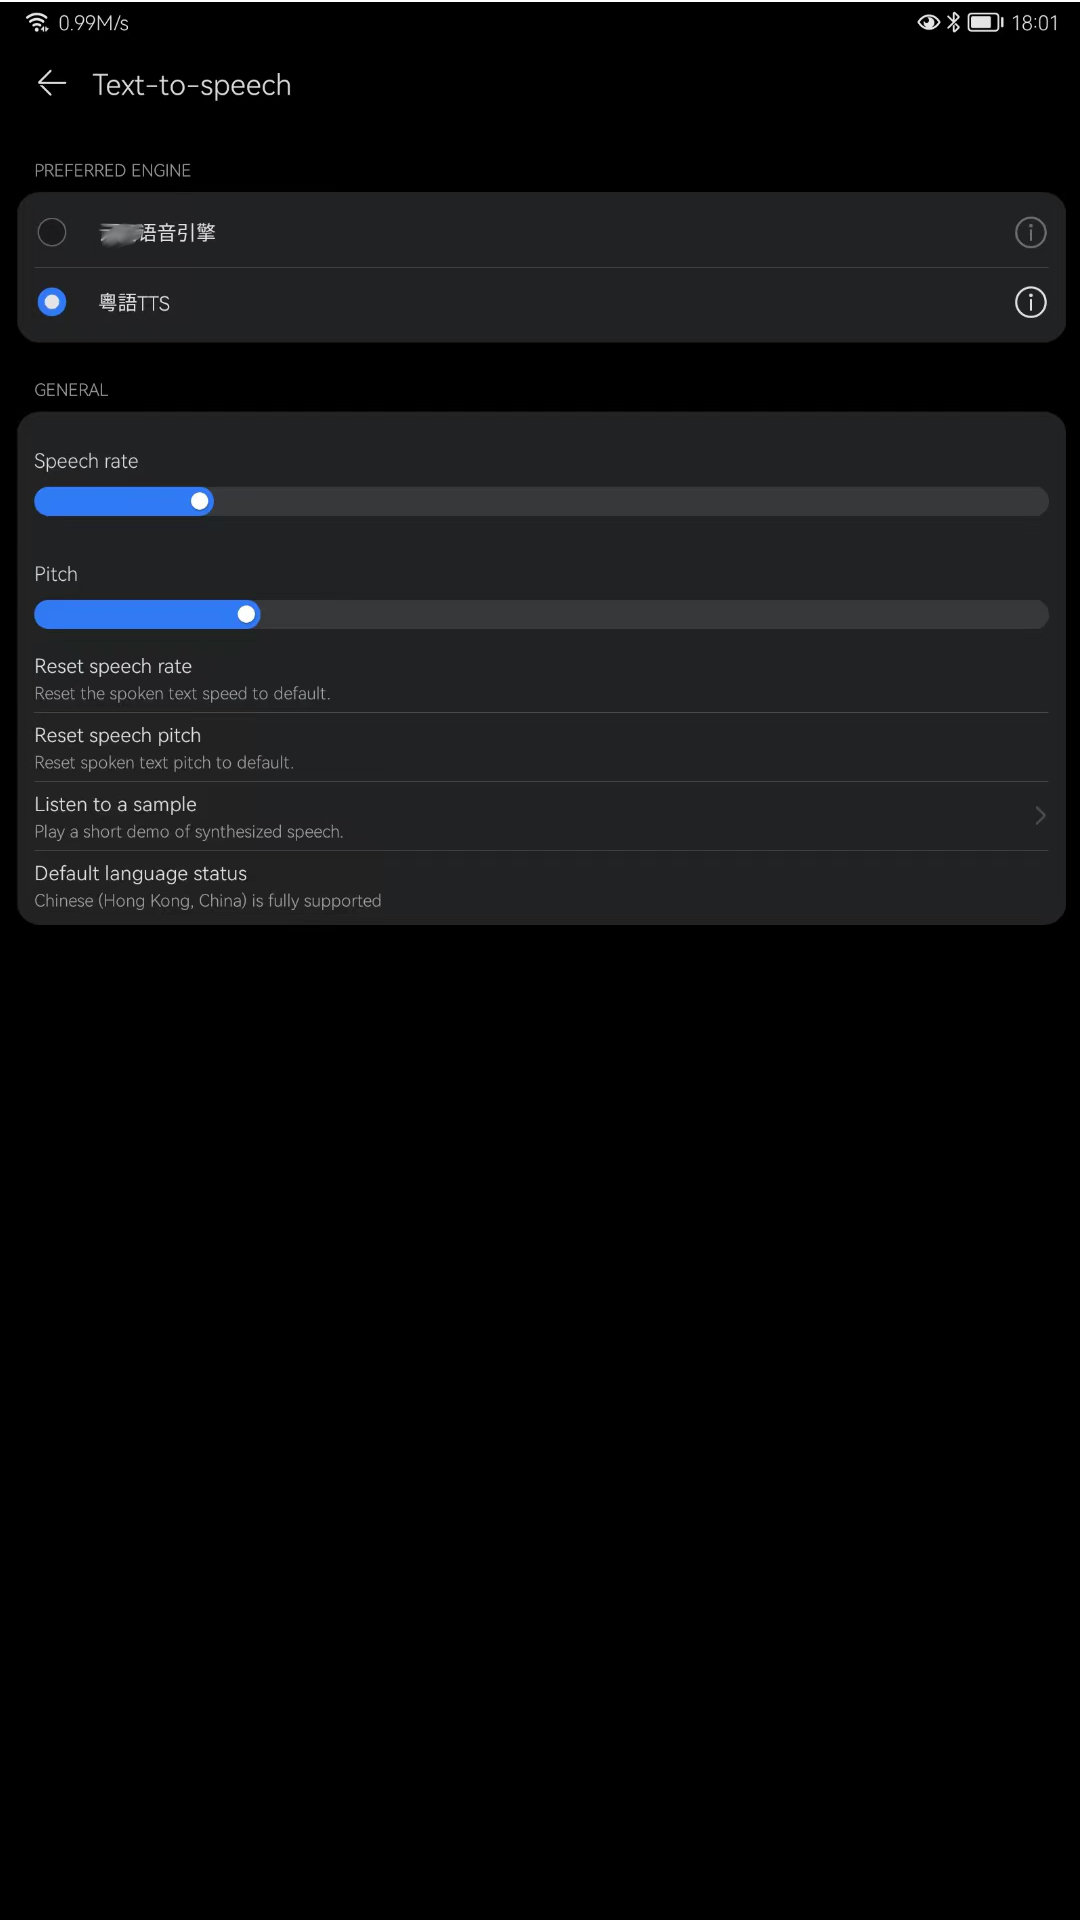 0.99M/s
18:01
Text-to-speech
PREFERRED ENGINE
语音引擎
粵語TTS
GENERAL
Speech rate
Pitch
Reset speech rate
Reset the spoken text speed to default.
Reset speech pitch
Reset spoken text pitch to default.
Listen to a sample
Play a short demo of synthesized speech.
Default language status
Chinese (Hong Kong, China) is fully supported